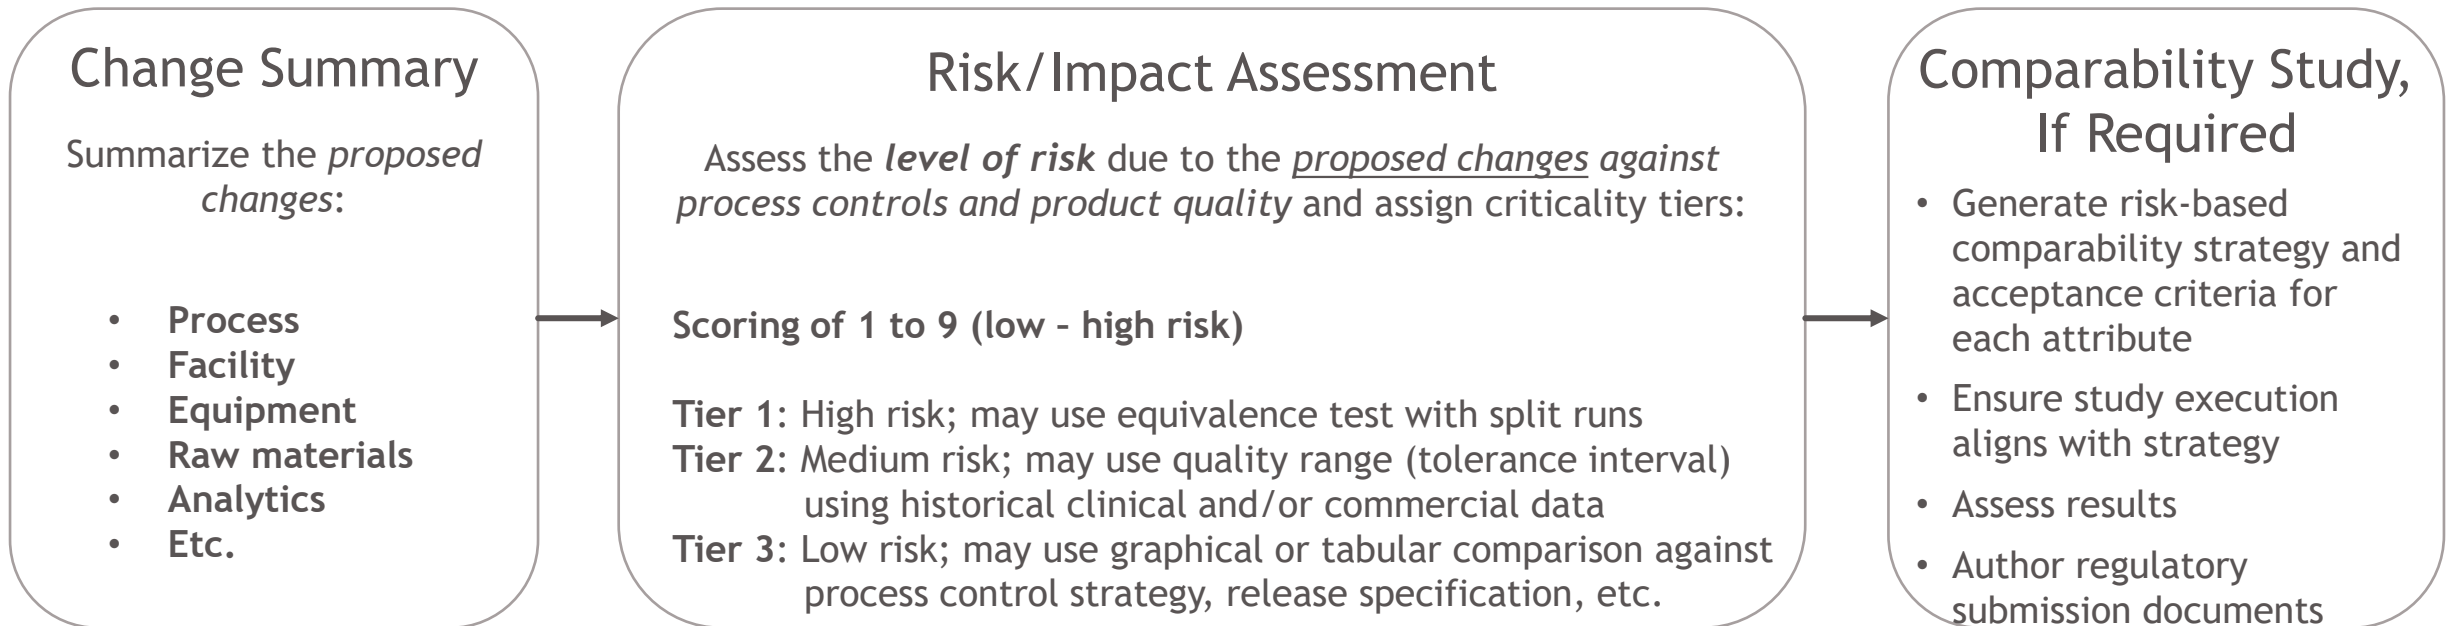 Change Summary
Summarize the proposed
changes:
• Process
• Facility
• Equipment
• Raw materials
• Analytics
• Etc.
Risk/Impact Assessment
Assess the level of risk due to the proposed changes against
process controls and product quality and assign criticality tiers:
Scoring of 1 to 9 (low – high risk)
Tier 1: High risk; may use equivalence test with split runs
Tier 2: Medium risk; may use quality range (tolerance interval)
using historical clinical and/or commercial data
Tier 3: Low risk; may use graphical or tabular comparison against
process control strategy, release specification, etc.
Comparability Study,
If Required
• Generate risk-based
comparability strategy and
acceptance criteria for
each attribute
• Ensure study execution
aligns with strategy
• Assess results
• Author regulatory
submission documents